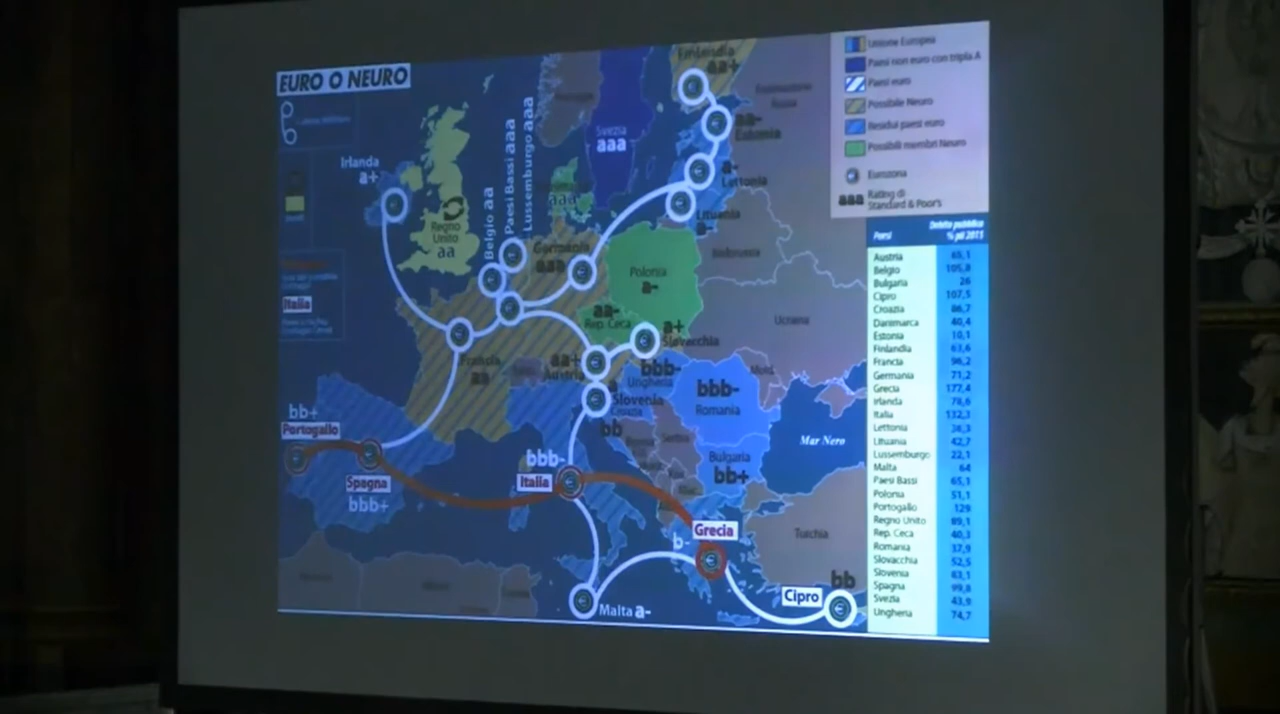 EURO O NEURO
Unione Europea
Paesi non euro con tripla A
Paesi euro
Possibile Neuro
Residui paesi euro
Possibili membri Neuro
Eurozona
aaa Rating di
Standard & Poor's
Finlandia
aa+
aa-
Estonia
a-
Lettonia
Lituania
Svezia
aaa
Irlanda
a+
Regno
Unito
aa
Belgio aa
Paesi Bassi aaa
Lussemburgo aaa
aaa
Germania
aaa
Polonia
a-
aa-
Rep. Ceca
a+
Slovacchia
Bielorussia
Ucraina
Francia
aa
aa+
Austria
bbb-
Ungheria
Slovenia
Croazia
bb
bbb-
Romania
Mold.
Serbia
Bulgaria
bb+
Mar Nero
Turchia
bb+
Portogallo
Spagna
bbb+
bbb-
Italia
Grecia
b-
Malta a-
bb
Cipro
Italia
Paesi
Debito pubblico
% pil 2015
Austria
Belgio 105,8
Bulgaria 26
Cipro 107,5
Croazia 86,7
Danimarca 40,4
Estonia 10,1
Finlandia 63,6
Francia 96,2
Germania 71,2
Grecia 177,4
Irlanda 78,6
Italia 132,3
Lettonia
Lituania 42,7
Lussemburgo 22,1
Malta 64
Paesi Bassi 65,1
Polonia 51,1
Portogallo 129
Regno Unito 89,1
Rep. Ceca 40,3
Romania 37,9
Slovacchia 52,5
Slovenia
Spagna 99,8
Svezia 43,9
Ungheria 74,7